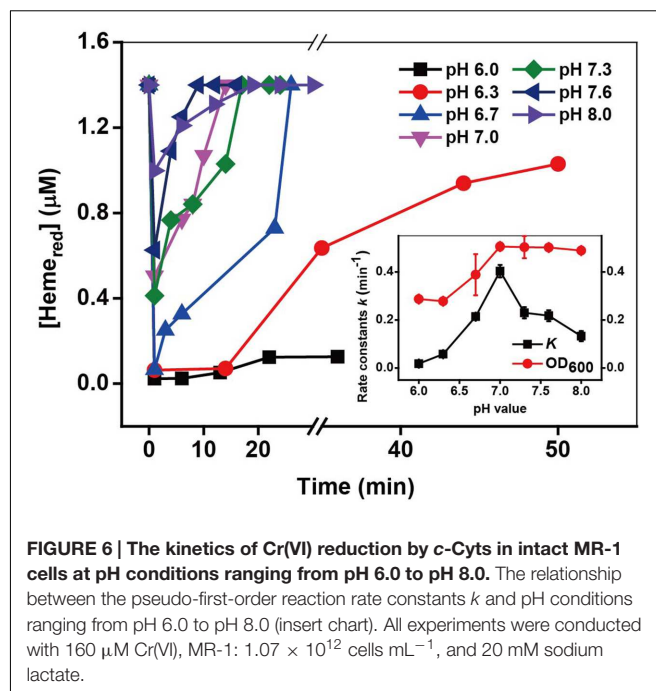 1.6
1.2
0.8
0.4
0.0
[Heme_red] (μM)
pH 6.0
pH 6.3
pH 6.7
pH 7.0
pH 7.3
pH 7.6
pH 8.0
0.4
0.2
0.0
Rate constants k (min⁻¹)
K
OD₆₀₀
0.4
0.2
0.0
6.0 6.5 7.0 7.5 8.0
pH value
0 10 20 40 50
Time (min)
FIGURE 6 | The kinetics of Cr(VI) reduction by c-Cyts in intact MR-1
cells at pH conditions ranging from pH 6.0 to pH 8.0. The relationship
between the pseudo-first-order reaction rate constants k and pH conditions
ranging from pH 6.0 to pH 8.0 (insert chart). All experiments were conducted
with 160 μM Cr(VI), MR-1: 1.07 × 10¹² cells mL⁻¹, and 20 mM sodium
lactate.